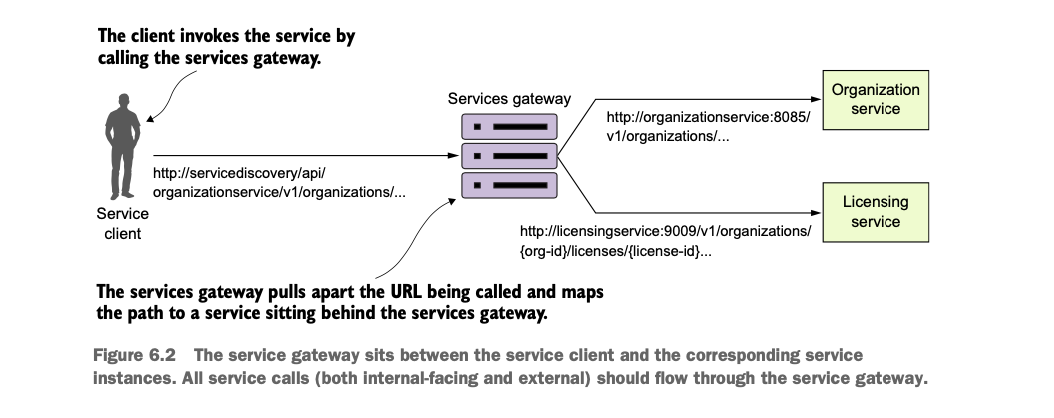 The client invokes the service by
calling the services gateway.
Services gateway
Organization
service
http://organizationservice:8085/
v1/organizations/...
http://servicediscovery/api/
organizationservice/v1/organizations/...
Service
client
Licensing
service
http://licensingservice:9009/v1/organizations/
{org-id}/licenses/{license-id}...
The services gateway pulls apart the URL being called and maps
the path to a service sitting behind the services gateway.
Figure 6.2 The service gateway sits between the service client and the corresponding service
instances. All service calls (both internal-facing and external) should flow through the service gateway.